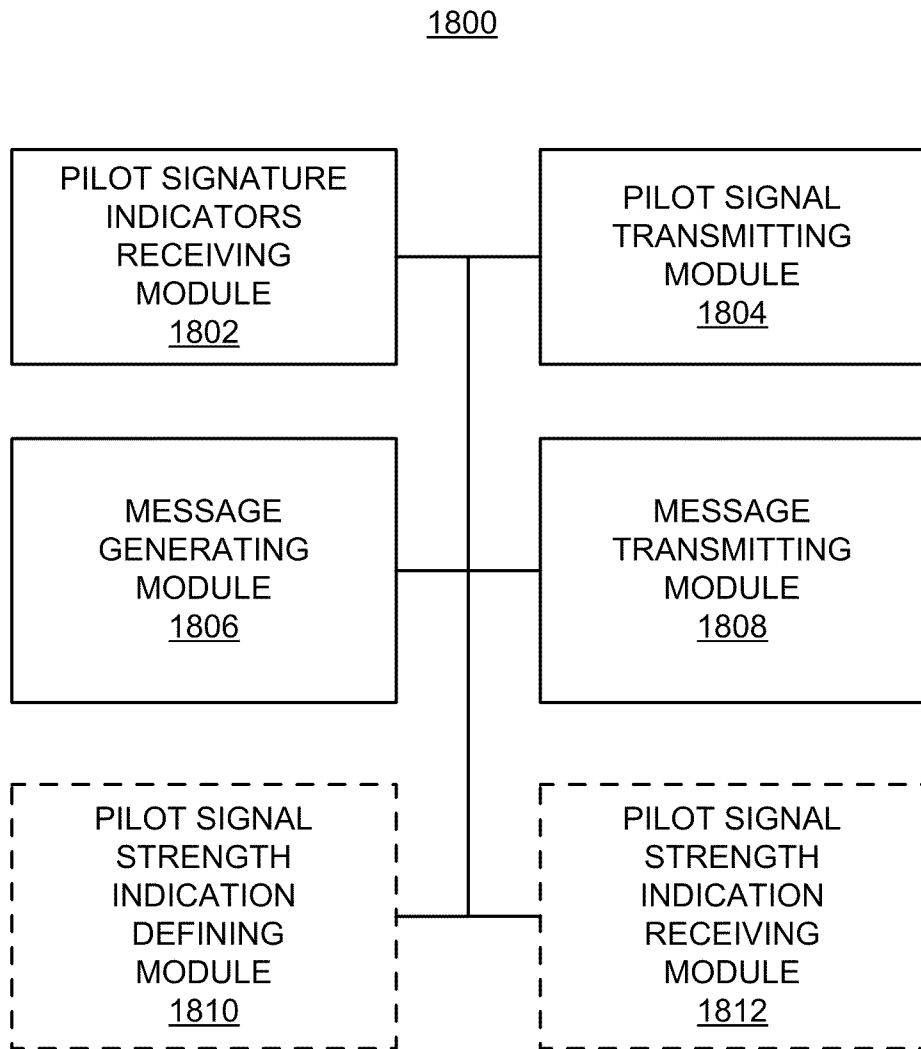 1800
PILOT SIGNATURE
INDICATORS
RECEIVING
MODULE
1802
PILOT SIGNAL
TRANSMITTING
MODULE
1804
MESSAGE
GENERATING
MODULE
1806
MESSAGE
TRANSMITTING
MODULE
1808
PILOT SIGNAL
STRENGTH
INDICATION
DEFINING
MODULE
1810
PILOT SIGNAL
STRENGTH
INDICATION
RECEIVING
MODULE
1812